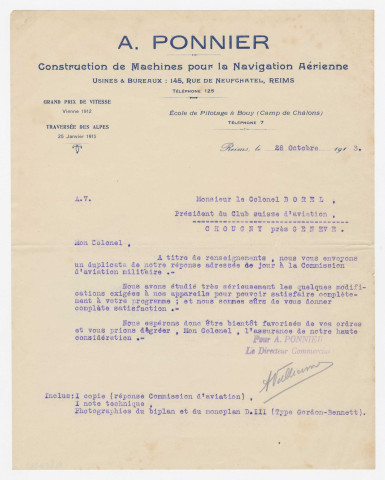 A. PONNIER
Construction de Machines pour la Navigation Aérienne
USINES & BUREAUX : 145, RUE DE NEUFCHATEL, REIMS
TÉLÉPHONE 125
GRAND PRIX DE VITESSE
Vienne 1912
TRAVERSÉE DES ALPES
25 Janvier 1913
Ecole de Pilotage à Bouy (Camp de Châlons)
TÉLÉPHONE 7
Reims, le 28 Octobre 1913.
A.V.
Monsieur le Colonel BOREL,
Président du Club suisse d'aviation,
CHOUGNY près GENEVE.
Mon Colonel,
A titre de renseignements, nous vous envoyons
un duplicata de notre réponse adressée ce jour à la Commission
d'aviation militaire.-
Nous avons étudié très sérieusement les quelques modifi-
cations exigées à nos appareils pour pouvoir satisfaire complète-
ment à votre programme; et nous sommes sûrs de vous donner
complète satisfaction.-
Nous espérons donc être bientôt favorisés de vos ordres
et vous prions d'agréer, Mon Colonel, l'assurance de notre haute
considération.-
Pour A. PONNIER
Le Directeur Commercial
Inclus: I copie (réponse Commission d'aviation),
I note technique,
Photographies du biplan et du monoplan D.III (Type Gordon-Bennett).